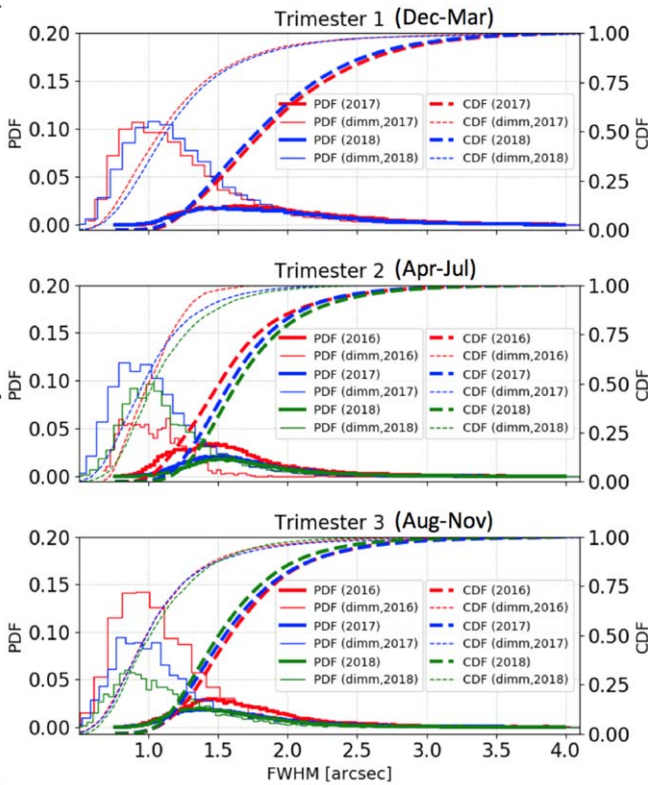 Trimester 1 (Dec-Mar)
0.20
0.15
0.10
0.05
0.00
PDF
1.00
0.75
0.50
0.25
0.00
CDF
PDF (2017)
PDF (dimm,2017)
PDF (2018)
PDF (dimm,2018)
CDF (2017)
CDF (dimm,2017)
CDF (2018)
CDF (dimm,2018)
Trimester 2 (Apr-Jul)
0.20
0.15
0.10
0.05
0.00
PDF
1.00
0.75
0.50
0.25
0.00
CDF
PDF (2016)
PDF (dimm,2016)
PDF (2017)
PDF (dimm,2017)
PDF (2018)
PDF (dimm,2018)
CDF (2016)
CDF (dimm,2016)
CDF (2017)
CDF (dimm,2017)
CDF (2018)
CDF (dimm,2018)
Trimester 3 (Aug-Nov)
0.20
0.15
0.10
0.05
0.00
PDF
1.00
0.75
0.50
0.25
0.00
CDF
PDF (2016)
PDF (dimm,2016)
PDF (2017)
PDF (dimm,2017)
PDF (2018)
PDF (dimm,2018)
CDF (2016)
CDF (dimm,2016)
CDF (2017)
CDF (dimm,2017)
CDF (2018)
CDF (dimm,2018)
1.0 1.5 2.0 2.5 3.0 3.5 4.0
FWHM [arcsec]